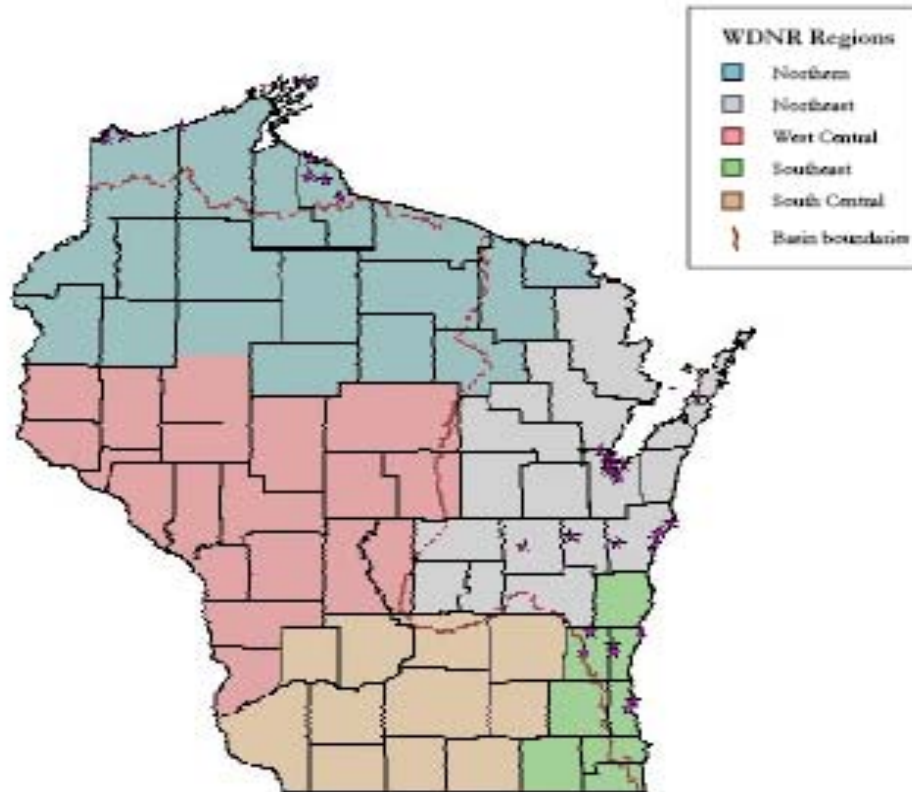 WDNR Regions
Northern
Northeast
West Central
Southeast
South Central
Basin boundaries